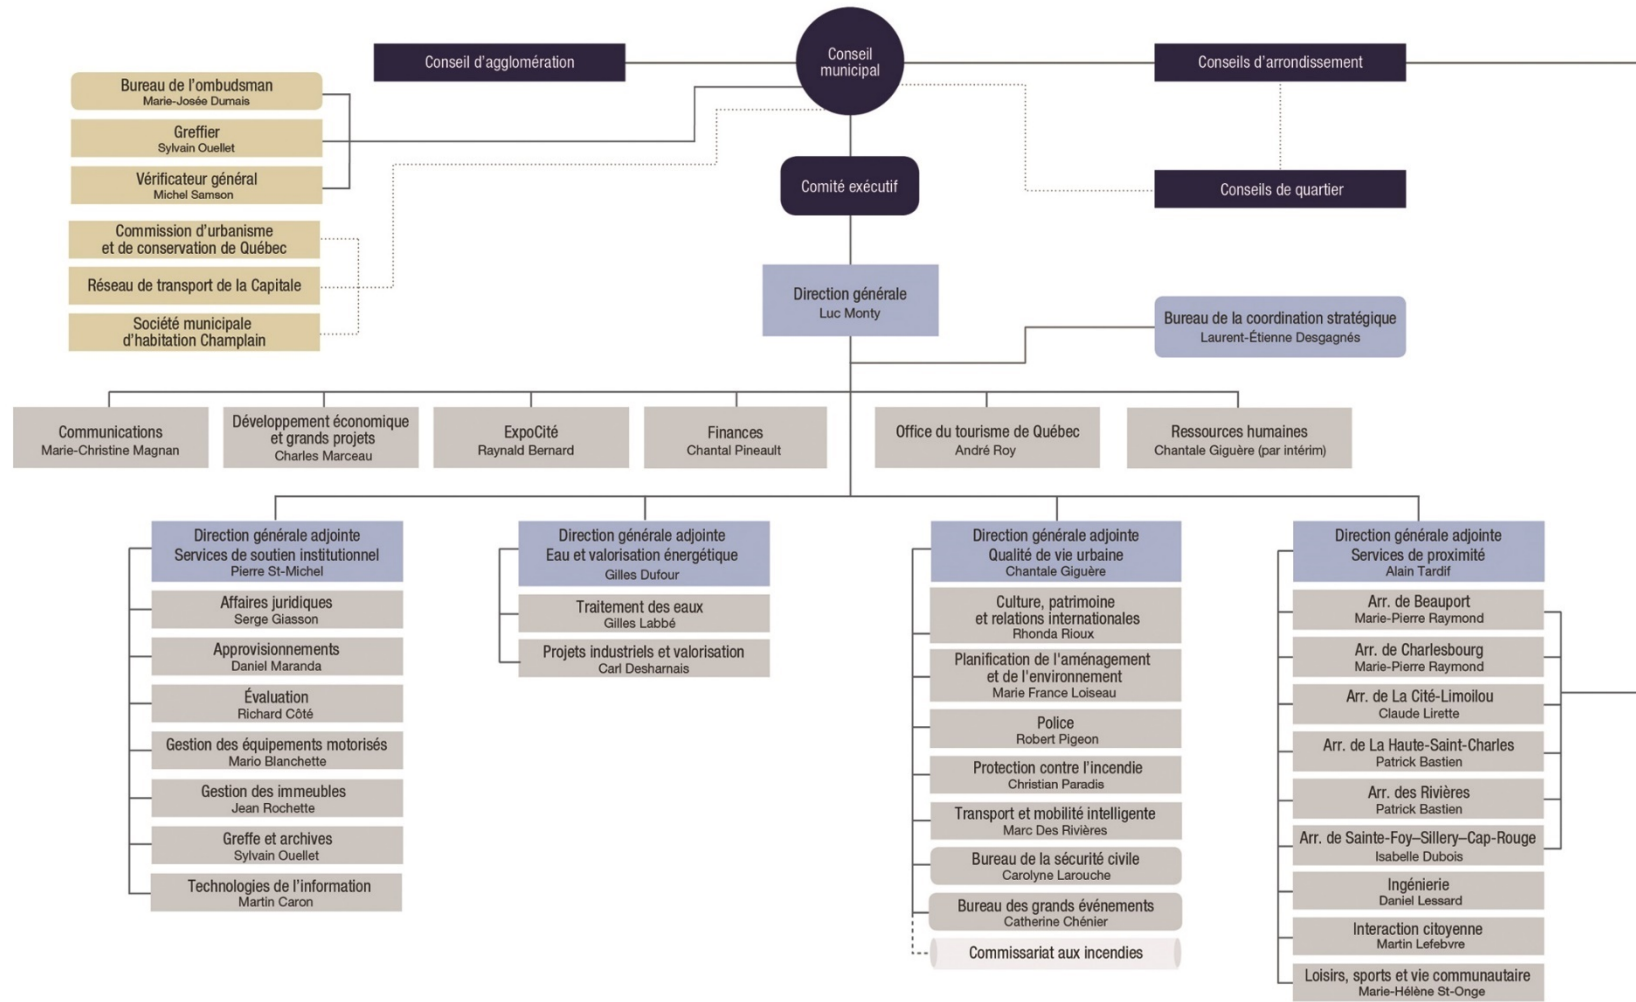 Conseil d'agglomération
Conseil
municipal
Conseils d'arrondissement
Bureau de l'ombudsman
Marie-Josée Dumais
Greffier
Sylvain Ouellet
Vérificateur général
Michel Samson
Comité exécutif
Conseils de quartier
Commission d'urbanisme
et de conservation de Québec
Réseau de transport de la Capitale
Société municipale
d'habitation Champlain
Direction générale
Luc Monty
Bureau de la coordination stratégique
Laurent-Étienne Desgagnés
Communications
Marie-Christine Magnan
Développement économique
et grands projets
Charles Marceau
ExpoCité
Raynald Bernard
Finances
Chantal Pineault
Office du tourisme de Québec
André Roy
Ressources humaines
Chantale Giguère (par intérim)
Direction générale adjointe
Services de soutien institutionnel
Pierre St-Michel
Affaires juridiques
Serge Giasson
Approvisionnements
Daniel Maranda
Évaluation
Richard Côté
Gestion des équipements motorisés
Mario Blanchette
Gestion des immeubles
Jean Rochette
Greffe et archives
Sylvain Ouellet
Technologies de l'information
Martin Caron
Direction générale adjointe
Eau et valorisation énergétique
Gilles Dufour
Traitement des eaux
Gilles Labbé
Projets industriels et valorisation
Carl Desharnais
Direction générale adjointe
Qualité de vie urbaine
Chantale Giguère
Culture, patrimoine
et relations internationales
Rhonda Rioux
Planification de l'aménagement
et de l'environnement
Marie France Loiseau
Police
Robert Pigeon
Protection contre l'incendie
Christian Paradis
Transport et mobilité intelligente
Marc Des Rivières
Bureau de la sécurité civile
Carolyne Larouche
Bureau des grands événements
Catherine Chénier
Commissariat aux incendies
Direction générale adjointe
Services de proximité
Alain Tardif
Arr. de Beauport
Marie-Pierre Raymond
Arr. de Charlesbourg
Marie-Pierre Raymond
Arr. de La Cité-Limoilou
Claude Lirette
Arr. de La Haute-Saint-Charles
Patrick Bastien
Arr. des Rivières
Patrick Bastien
Arr. de Sainte-Foy–Sillery–Cap-Rouge
Isabelle Dubois
Ingénierie
Daniel Lessard
Interaction citoyenne
Martin Lefebvre
Loisirs, sports et vie communautaire
Marie-Hélène St-Onge